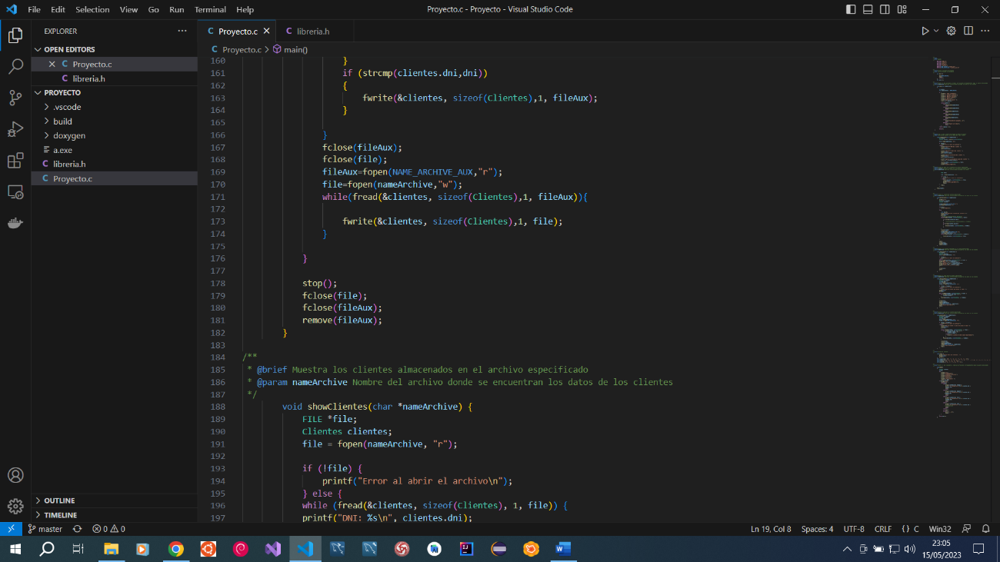 File Edit Selection View Go Run Terminal Help
Proyecto.c - Proyecto - Visual Studio Code
EXPLORER
OPEN EDITORS
C Proyecto.c
C libreria.h
PROYECTO
.vscode
build
doxygen
a.exe
C libreria.h
C Proyecto.c
OUTLINE
TIMELINE
C Proyecto.c
C libreria.h
C Proyecto.c > main()
160 }
161 if (strcmp(clientes.dni,dni))
162 {
163 fwrite(&clientes, sizeof(Clientes),1, fileAux);
164 }
165
166 }
167 fclose(fileAux);
168 fclose(file);
169 fileAux=fopen(NAME_ARCHIVE_AUX,"r");
170 file=fopen(nameArchive,"w");
171 while(fread(&clientes, sizeof(Clientes),1, fileAux)){
172
173 fwrite(&clientes, sizeof(Clientes),1, file);
174 }
175
176 }
177
178 stop();
179 fclose(file);
180 fclose(fileAux);
181 remove(fileAux);
182 }
183
184 /**
185 * @brief Muestra los clientes almacenados en el archivo especificado
186 * @param nameArchive Nombre del archivo donde se encuentran los datos de los clientes
187 */
188 void showClientes(char *nameArchive) {
189 FILE *file;
190 Clientes clientes;
191 file = fopen(nameArchive, "r");
192
193 if (!file) {
194 printf("Error al abrir el archivo\n");
195 } else {
196 while (fread(&clientes, sizeof(Clientes), 1, file)) {
197 printf("DNI: %s\n", clientes.dni);
master 0 0
Ln 19, Col 8 Spaces: 4 UTF-8 CRLF {} C Win32
23:05
15/05/2023